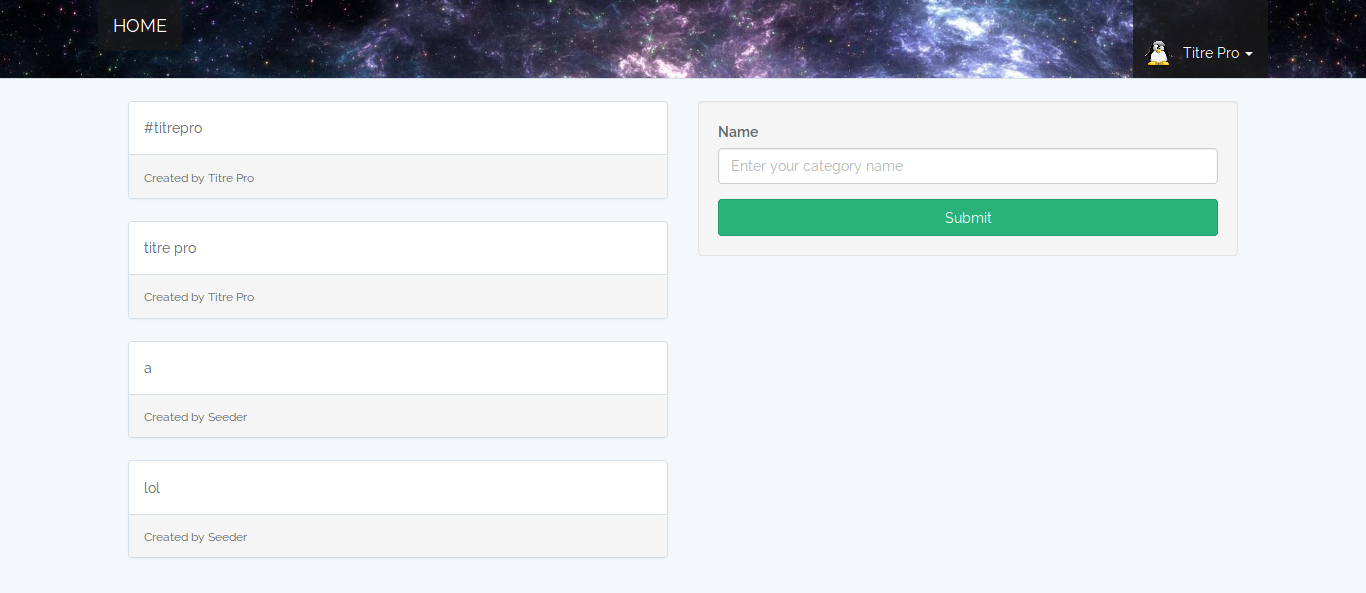 HOME
Titre Pro
#titrepro
Created by Titre Pro
titre pro
Created by Titre Pro
a
Created by Seeder
lol
Created by Seeder
Name
Enter your category name
Submit